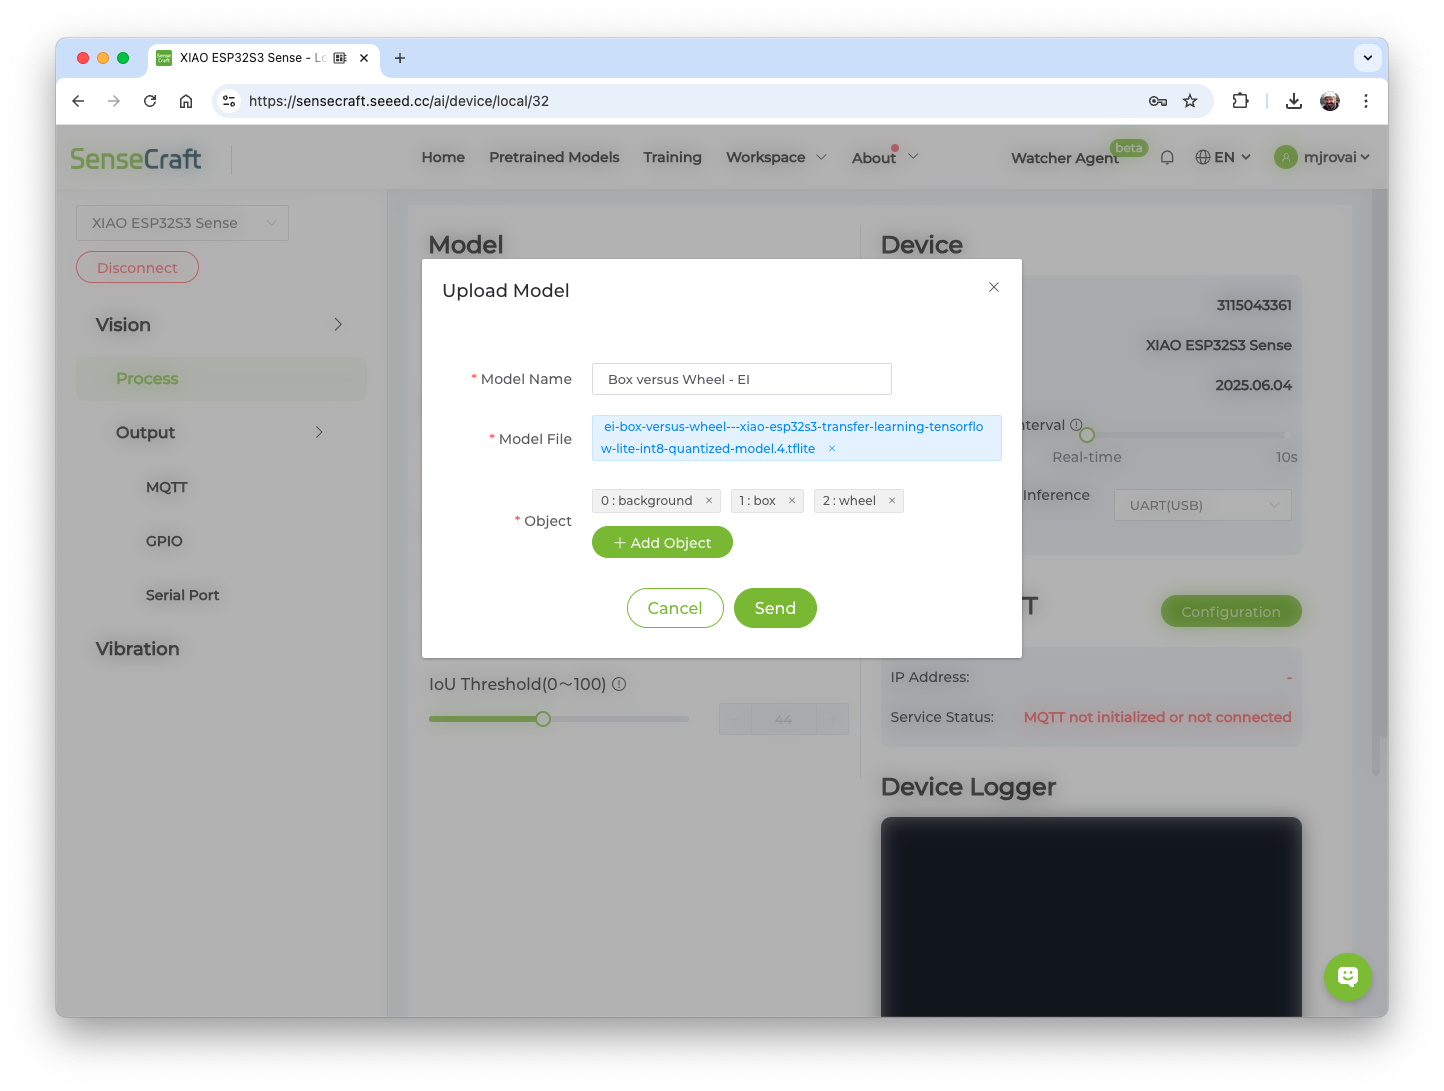 XIAO ESP32S3 Sense - Lo
https://sensecraft.seeed.cc/ai/device/local/32
SenseCraft
Home
Pretrained Models
Training
Workspace
About
Watcher Agent
beta
EN
mjrovai
XIAO ESP32S3 Sense
Disconnect
Vision
Process
Output
MQTT
GPIO
Serial Port
Vibration
Model
Upload Model
* Model Name
Box versus Wheel - EI
* Model File
ei-box-versus-wheel---xiao-esp32s3-transfer-learning-tensorflo
w-lite-int8-quantized-model.4.tflite
* Object
0 : background
1 : box
2 : wheel
+ Add Object
Cancel
Send
IoU Threshold(0～100)
44
Device
3115043361
XIAO ESP32S3 Sense
2025.06.04
nterval
Real-time
10s
Inference
UART(USB)
T
Configuration
IP Address:
-
Service Status:
MQTT not initialized or not connected
Device Logger